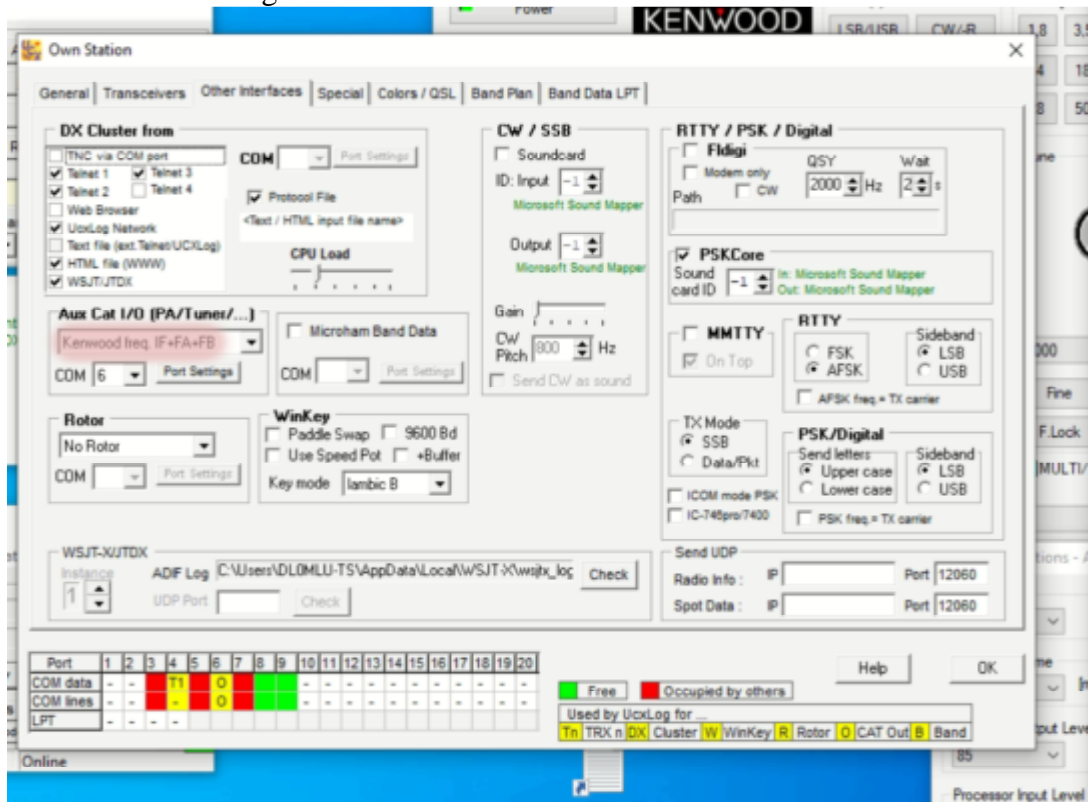 Power
KENWOOD
LSB/USB
CW/-R
1,8
3,5
Own Station
General Transceivers Other Interfaces Special Colors / QSL Band Plan Band Data LPT
DX Cluster from
TNC via COM port
Telnet 1 Telnet 3
Telnet 2 Telnet 4
Web Browser
UcxLog Network
Text file (ext.Telnet/UCXLog)
HTML file (WWW)
WSJT/JTDX
COM Port Settings
Protocol File
<Text / HTML input file name>
CPU Load
Aux Cat I/O (PA/Tuner/...)
Kenwood freq. IF+FA+FB
COM 6 Port Settings
Microham Band Data
COM Port Settings
Rotor
No Rotor
COM Port Settings
WinKey
Paddle Swap 9600 Bd
Use Speed Pot +Buffer
Key mode Iambic B
CW / SSB
Soundcard
ID: Input -1
Microsoft Sound Mapper
Output -1
Microsoft Sound Mapper
Gain
CW Pitch 800 Hz
Send CW as sound
RTTY / PSK / Digital
Fldigi
Modem only
CW
QSY
2000 Hz
Wait
2 s
Path
PSKCore
Sound card ID -1
In: Microsoft Sound Mapper
Out: Microsoft Sound Mapper
MMTTY
On Top
RTTY
FSK
AFSK
Sideband
LSB
USB
AFSK freq.= TX carrier
TX Mode
SSB
Data/Pkt
PSK/Digital
Send letters
Upper case
Lower case
Sideband
LSB
USB
ICOM mode PSK
IC-746pro/7400
PSK freq.= TX carrier
WSJT-X/JTDX
Instance
1
ADIF Log C:\Users\DL0MLU-TS\AppData\Local\WSJT-X\wsjtx_log Check
UDP Port Check
Send UDP
Radio Info : IP Port 12060
Spot Data : IP Port 12060
Port 1 2 3 4 5 6 7 8 9 10 11 12 13 14 15 16 17 18 19 20
COM data - - T1 O - - - - - - - - - - -
COM lines - - - O - - - - - - - - - - -
LPT - - - -
Help OK
Free Occupied by others
Used by UcxLog for ...
Tn TRX n DX Cluster W WinKey R Rotor O CAT Out B Band
Fine
F.Lock
Online
85
Processor Input Level